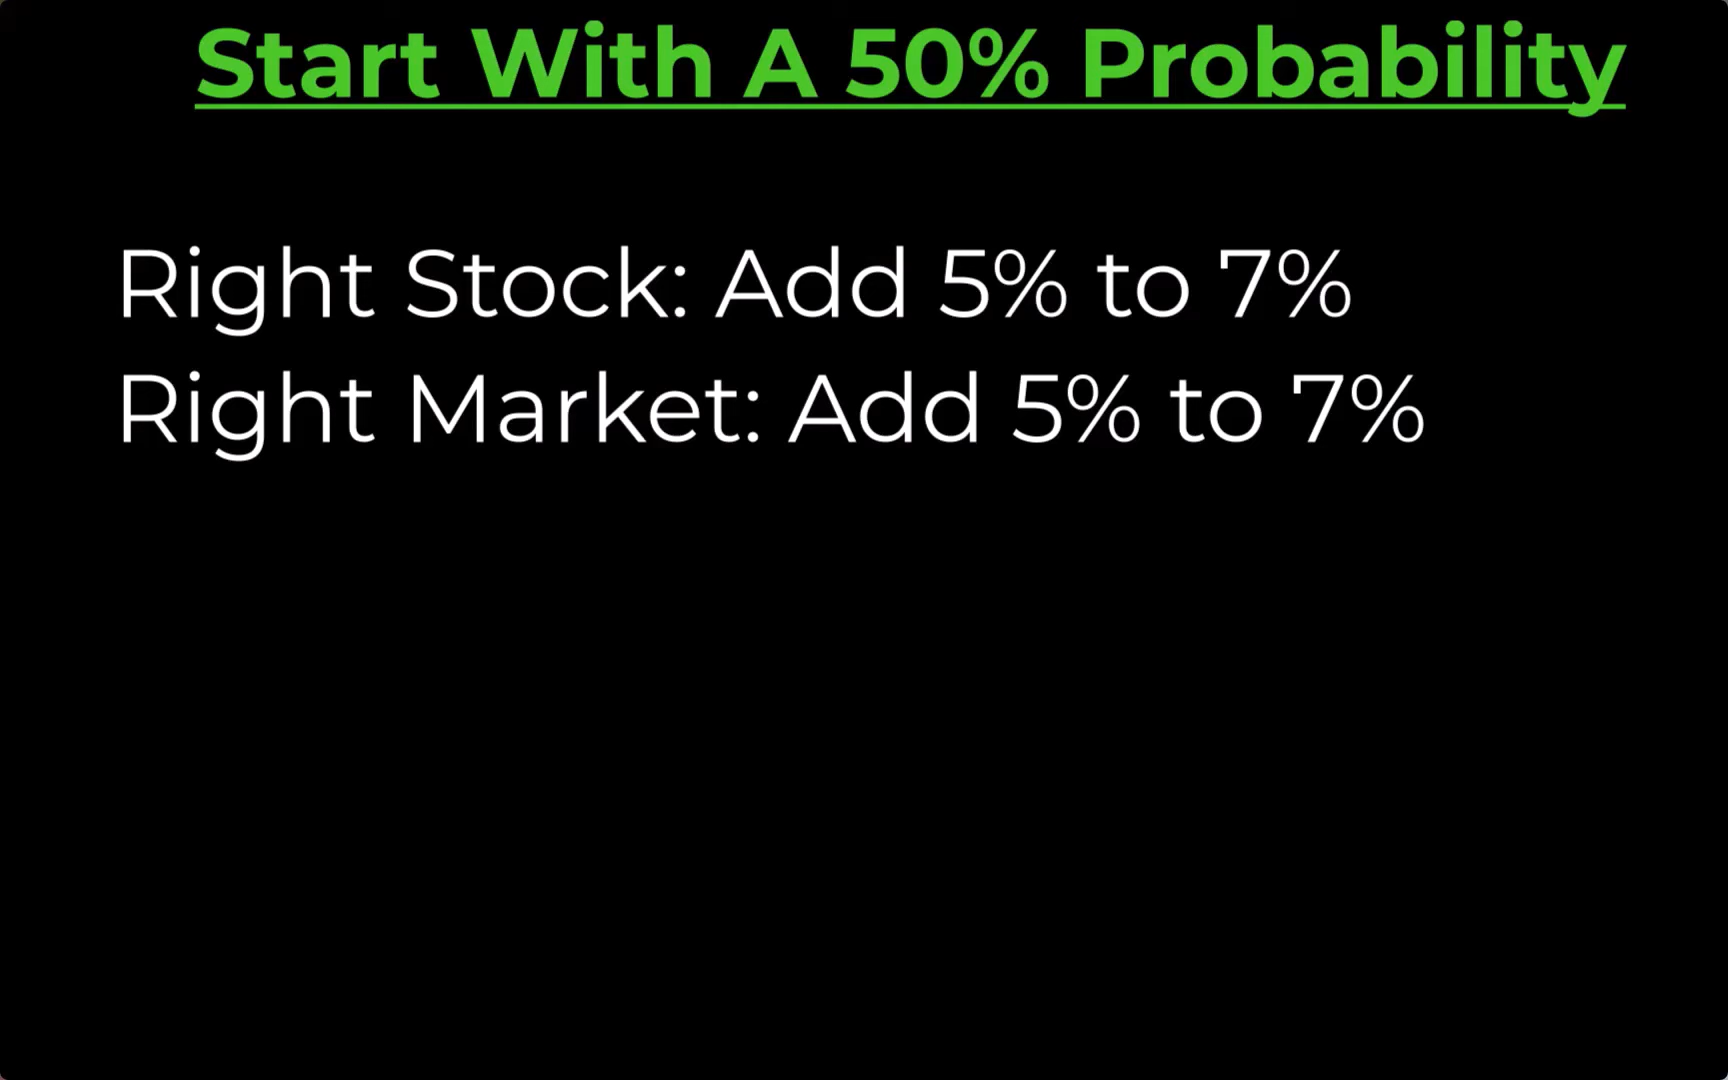 Start With A 50% Probability
Right Stock: Add 5% to 7%
Right Market: Add 5% to 7%